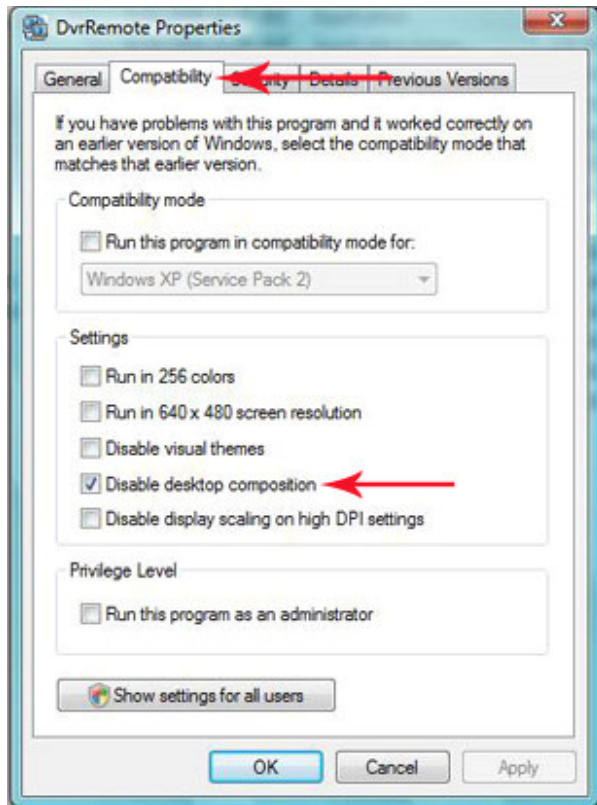 DvrRemote Properties
General Compatibility Security Details Previous Versions
If you have problems with this program and it worked correctly on
an earlier version of Windows, select the compatibility mode that
matches that earlier version.
Compatibility mode
Run this program in compatibility mode for:
Windows XP (Service Pack 2)
Settings
Run in 256 colors
Run in 640 x 480 screen resolution
Disable visual themes
Disable desktop composition
Disable display scaling on high DPI settings
Privilege Level
Run this program as an administrator
Show settings for all users
OK Cancel Apply